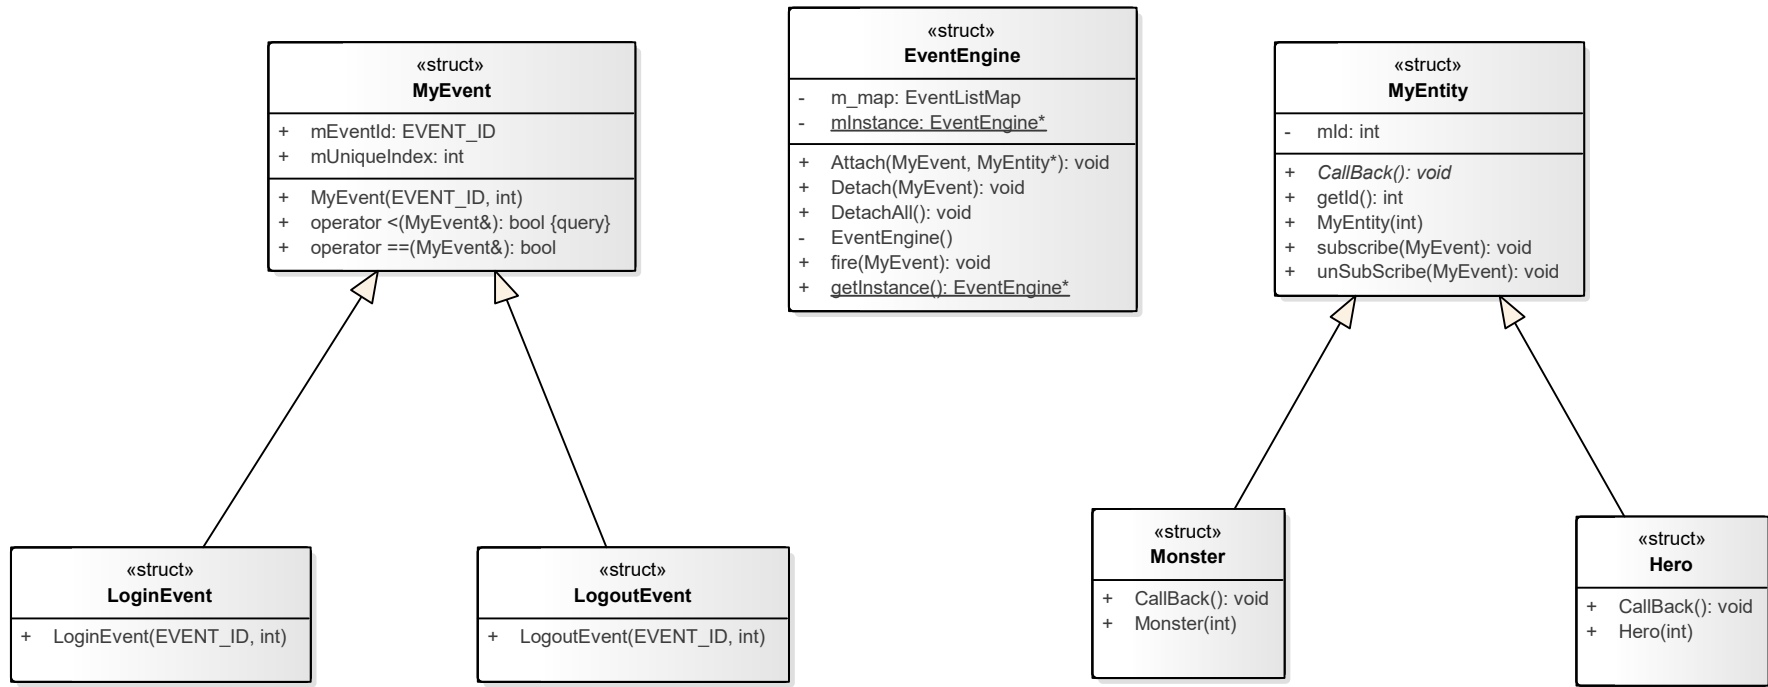 «struct»
MyEvent
+ mEventId: EVENT_ID
+ mUniqueIndex: int
+ MyEvent(EVENT_ID, int)
+ operator <(MyEvent&): bool {query}
+ operator ==(MyEvent&): bool
«struct»
EventEngine
- m_map: EventListMap
- mInstance: EventEngine*
+ Attach(MyEvent, MyEntity*): void
+ Detach(MyEvent): void
+ DetachAll(): void
- EventEngine()
+ fire(MyEvent): void
+ getInstance(): EventEngine*
«struct»
MyEntity
- mId: int
+ CallBack(): void
+ getId(): int
+ MyEntity(int)
+ subscribe(MyEvent): void
+ unSubScribe(MyEvent): void
«struct»
LoginEvent
+ LoginEvent(EVENT_ID, int)
«struct»
LogoutEvent
+ LogoutEvent(EVENT_ID, int)
«struct»
Monster
+ CallBack(): void
+ Monster(int)
«struct»
Hero
+ CallBack(): void
+ Hero(int)